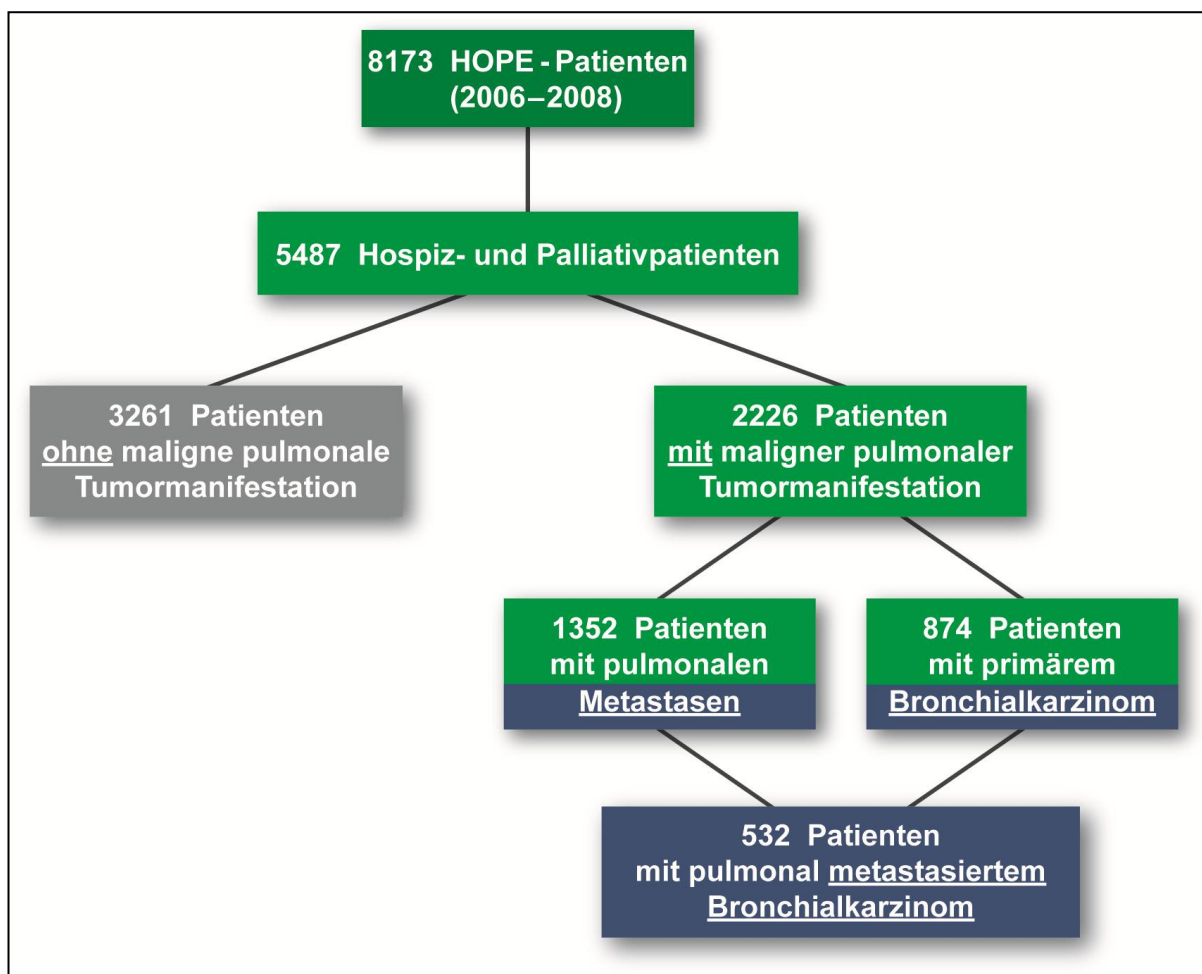 8173 HOPE - Patienten
(2006–2008)
5487 Hospiz- und Palliativpatienten
3261 Patienten
ohne maligne pulmonale
Tumormanifestation
2226 Patienten
mit maligner pulmonaler
Tumormanifestation
1352 Patienten
mit pulmonalen
Metastasen
874 Patienten
mit primärem
Bronchialkarzinom
532 Patienten
mit pulmonal metastasiertem
Bronchialkarzinom